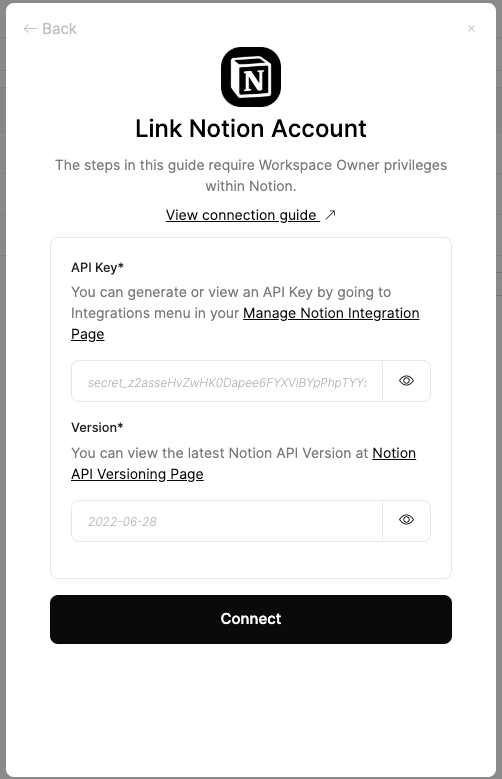 ← Back
×
N
Link Notion Account
The steps in this guide require Workspace Owner privileges
within Notion.
View connection guide ↗
API Key*
You can generate or view an API Key by going to
Integrations menu in your Manage Notion Integration
Page
Version*
You can view the latest Notion API Version at Notion
API Versioning Page
2022-06-28
Connect